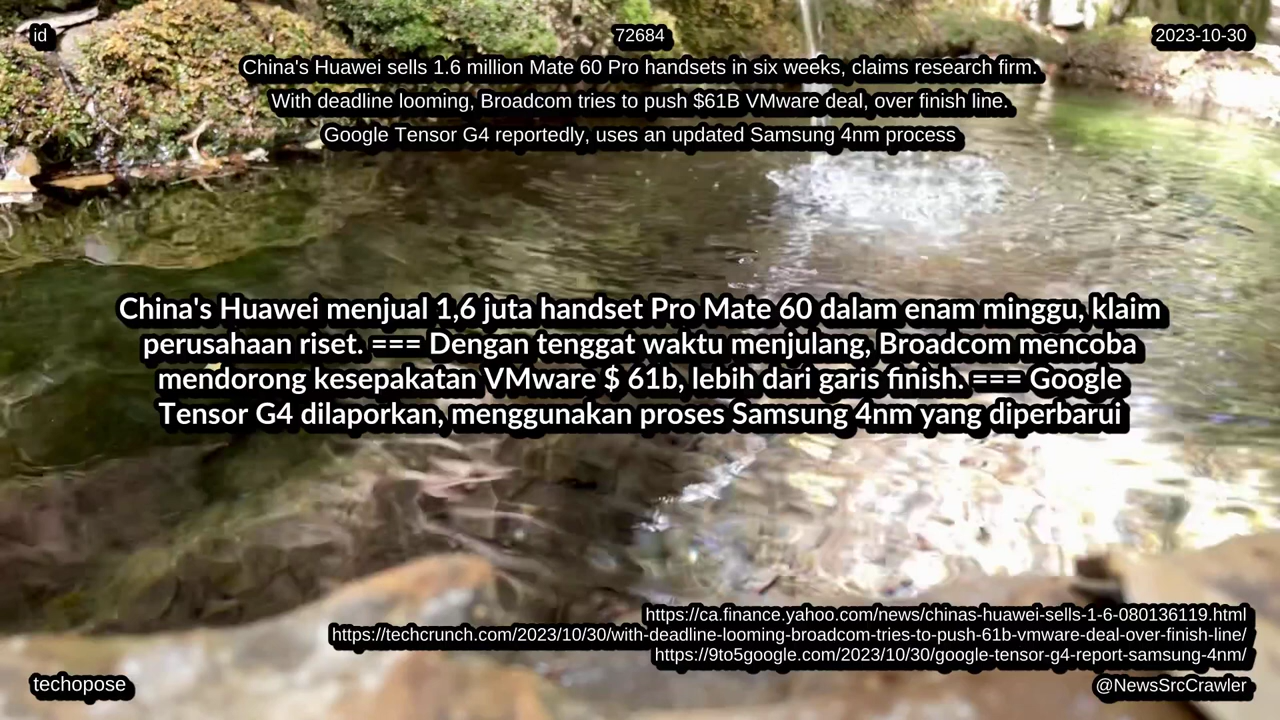 id
72684
2023-10-30
China's Huawei sells 1.6 million Mate 60 Pro handsets in six weeks, claims research firm.
With deadline looming, Broadcom tries to push $61B VMware deal, over finish line.
Google Tensor G4 reportedly, uses an updated Samsung 4nm process
China's Huawei menjual 1,6 juta handset Pro Mate 60 dalam enam minggu, klaim
perusahaan riset. === Dengan tenggat waktu menjulang, Broadcom mencoba
mendorong kesepakatan VMware $ 61b, lebih dari garis finish. === Google
Tensor G4 dilaporkan, menggunakan proses Samsung 4nm yang diperbarui
https://ca.finance.yahoo.com/news/chinas-huawei-sells-1-6-080136119.html
https://techcrunch.com/2023/10/30/with-deadline-looming-broadcom-tries-to-push-61b-vmware-deal-over-finish-line/
https://9to5google.com/2023/10/30/google-tensor-g4-report-samsung-4nm/
techopose
@NewsSrcCrawler